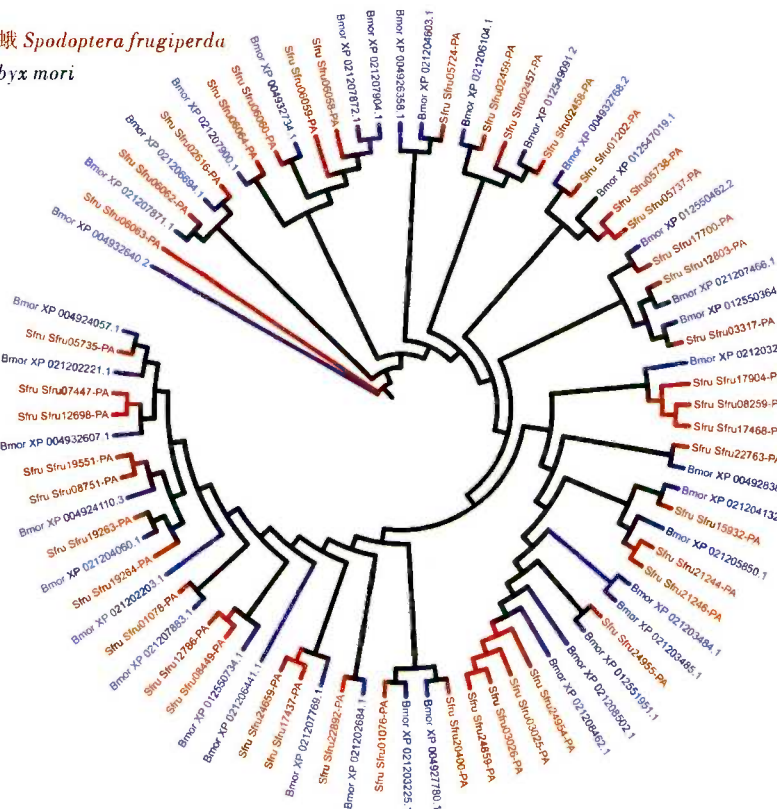 蛾 Spodoptera frugiperda
byx mori
Bmor XP 004932640.2
Sfru Sfru06063-PA
Bmor XP 021207871.1
Sfru Sfru06062-PA
Bmor XP 021206694.1
Sfru Sfru02616-PA
Bmor XP 021207900.1
Sfru Sfru06064-PA
Sfru Sfru06060-PA
Bmor XP 004932734.1
Sfru Sfru06059-PA
Sfru Sfru06058-PA
Bmor XP 021207872.1
Bmor XP 021207904.1
Bmor XP 004926358.1
Bmor XP 021204603.1
Sfru Sfru05724-PA
Bmor XP 021206104.1
Sfru Sfru02459-PA
Sfru Sfru02457-PA
Bmor XP 012549091.2
Sfru Sfru02458-PA
Bmor XP 004932768.2
Sfru Sfru01202-PA
Bmor XP 012547019.1
Sfru Sfru05738-PA
Sfru Sfru05737-PA
Bmor XP 012550462.2
Sfru Sfru17700-PA
Sfru Sfru12803-PA
Bmor XP 021207466.1
Bmor XP 012550364
Sfru Sfru03317-PA
Bmor XP 0212032
Sfru Sfru17904-P
Sfru Sfru08259-P
Sfru Sfru17468-P
Sfru Sfru22763-PA
Bmor XP 0049283
Bmor XP 021204132
Sfru Sfru15932-PA
Bmor XP 021205850.1
Sfru Sfru21244-PA
Sfru Sfru21246-PA
Bmor XP 021203484.1
Bmor XP 021203485.1
Sfru Sfru24955-PA
Bmor XP 012551951.1
Bmor XP 021208502.1
Bmor XP 021208462.1
Sfru Sfru24954-PA
Sfru Sfru03025-PA
Sfru Sfru03026-PA
Sfru Sfru24859-PA
Sfru Sfru20400-PA
Bmor XP 004927780.1
Bmor XP 021203225.
Sfru Sfru01076-PA
Bmor XP 021202684.1
Sfru Sfru22892-PA
Bmor XP 021207769.1
Sfru Sfru17437-PA
Sfru Sfru24659-PA
Bmor XP 021206441.1
Bmor XP 012550734.1
Sfru Sfru08449-PA
Sfru Sfru12786-PA
Bmor XP 021207883.1
Sfru Sfru01078-PA
Bmor XP 021202203.1
Sfru Sfru19264-PA
Bmor XP 021204060.1
Sfru Sfru19263-PA
Bmor XP 004924110.3
Sfru Sfru08751-PA
Sfru Sfru19551-PA
Bmor XP 004932607.1
Sfru Sfru12698-PA
Sfru Sfru07447-PA
Bmor XP 021202221.1
Sfru Sfru05735-PA
Bmor XP 004924057.1